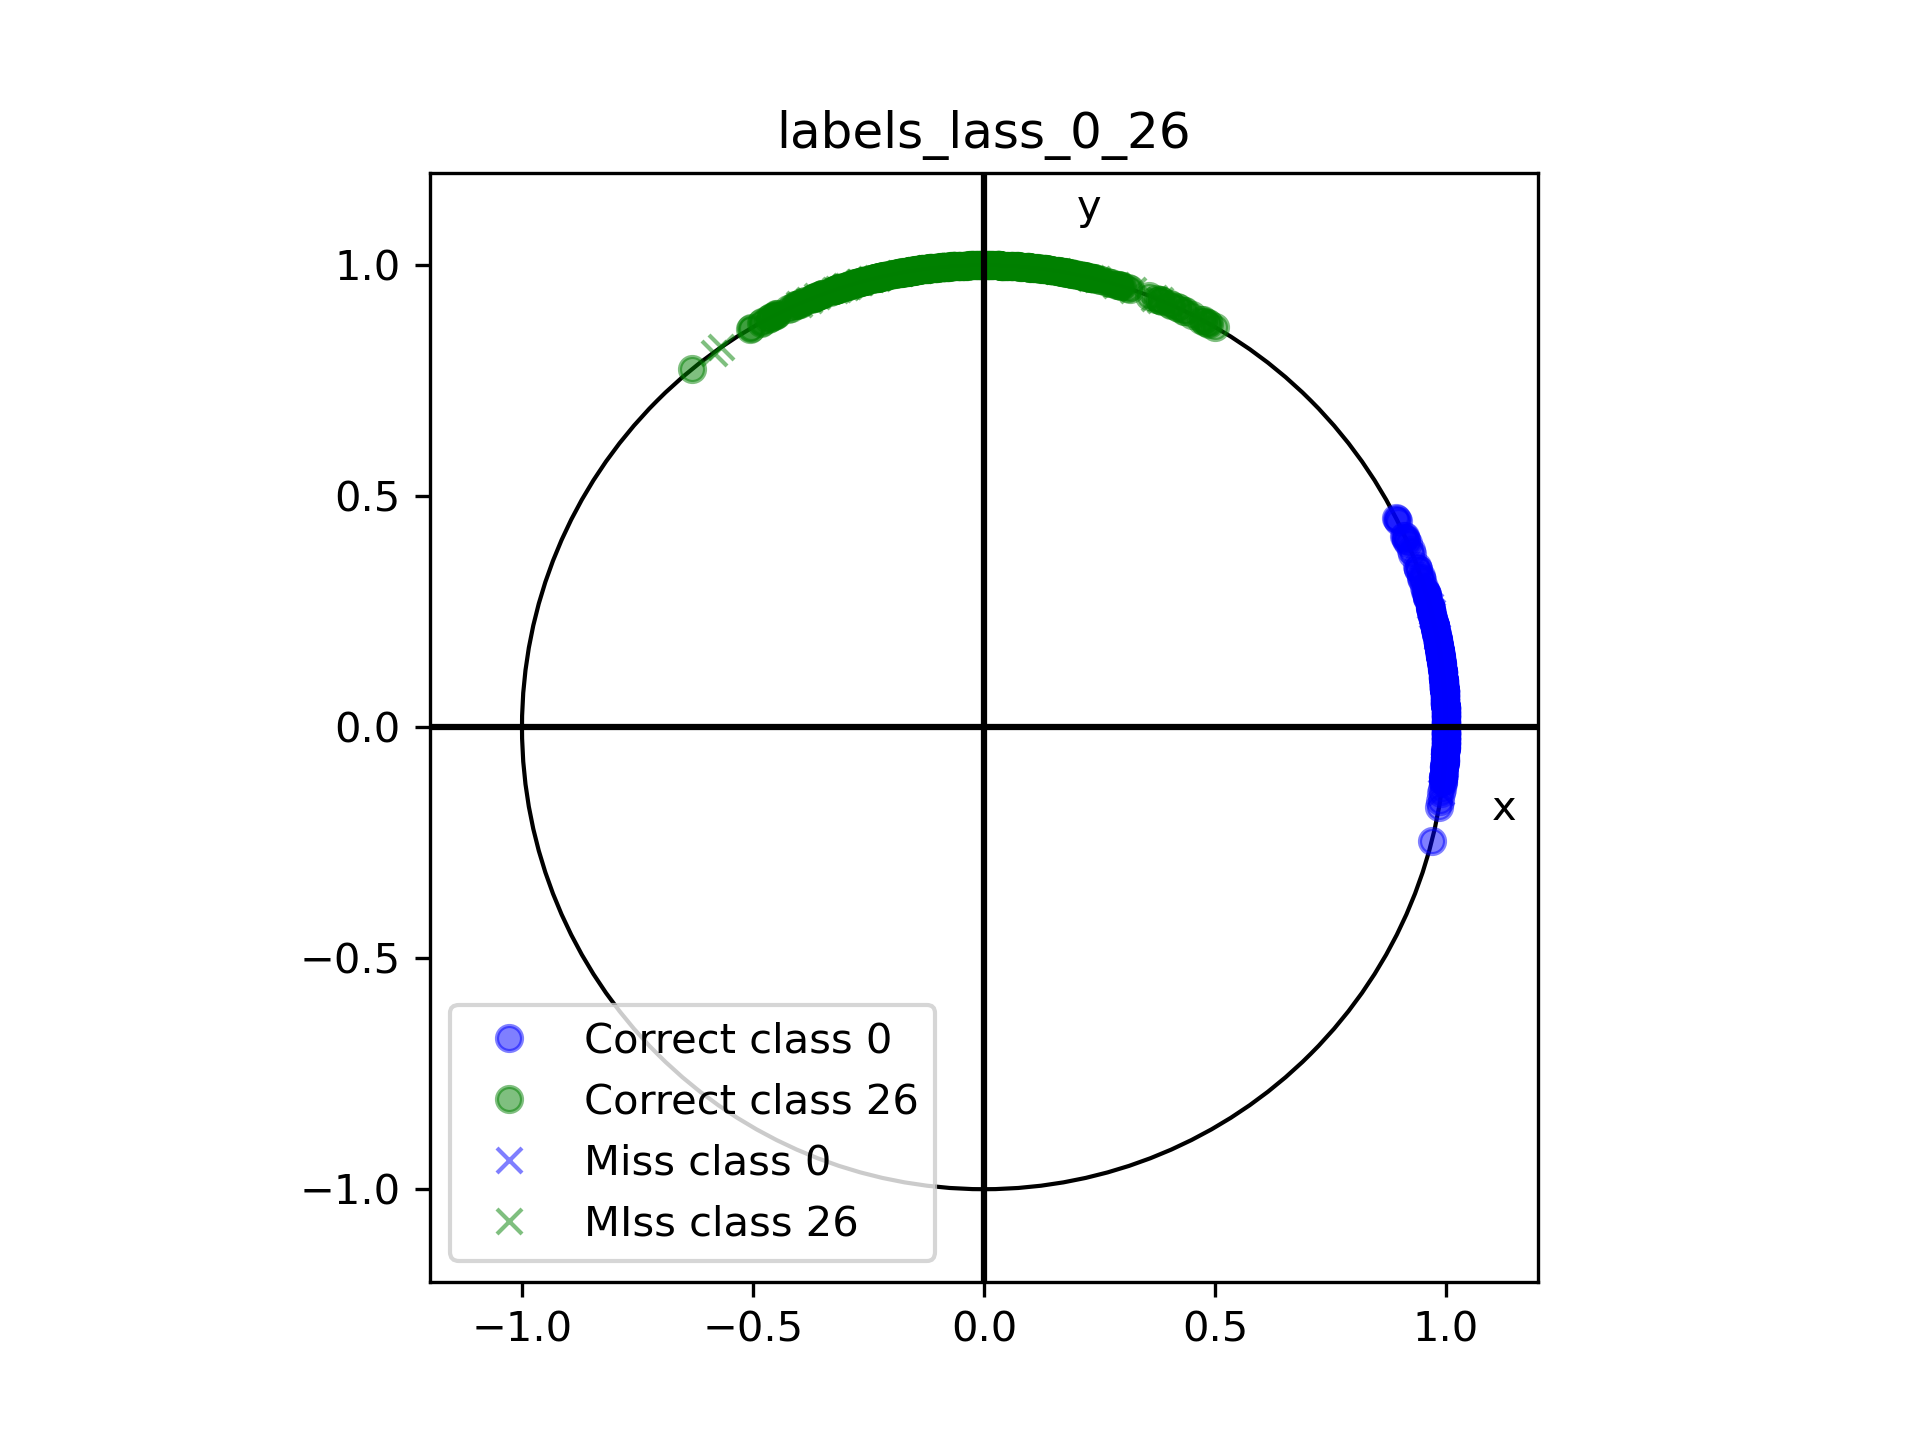 labels_lass_0_26
y
1.0
0.5
0.0
x
−0.5
−1.0
Correct class 0
Correct class 26
Miss class 0
MIss class 26
−1.0 −0.5 0.0 0.5 1.0